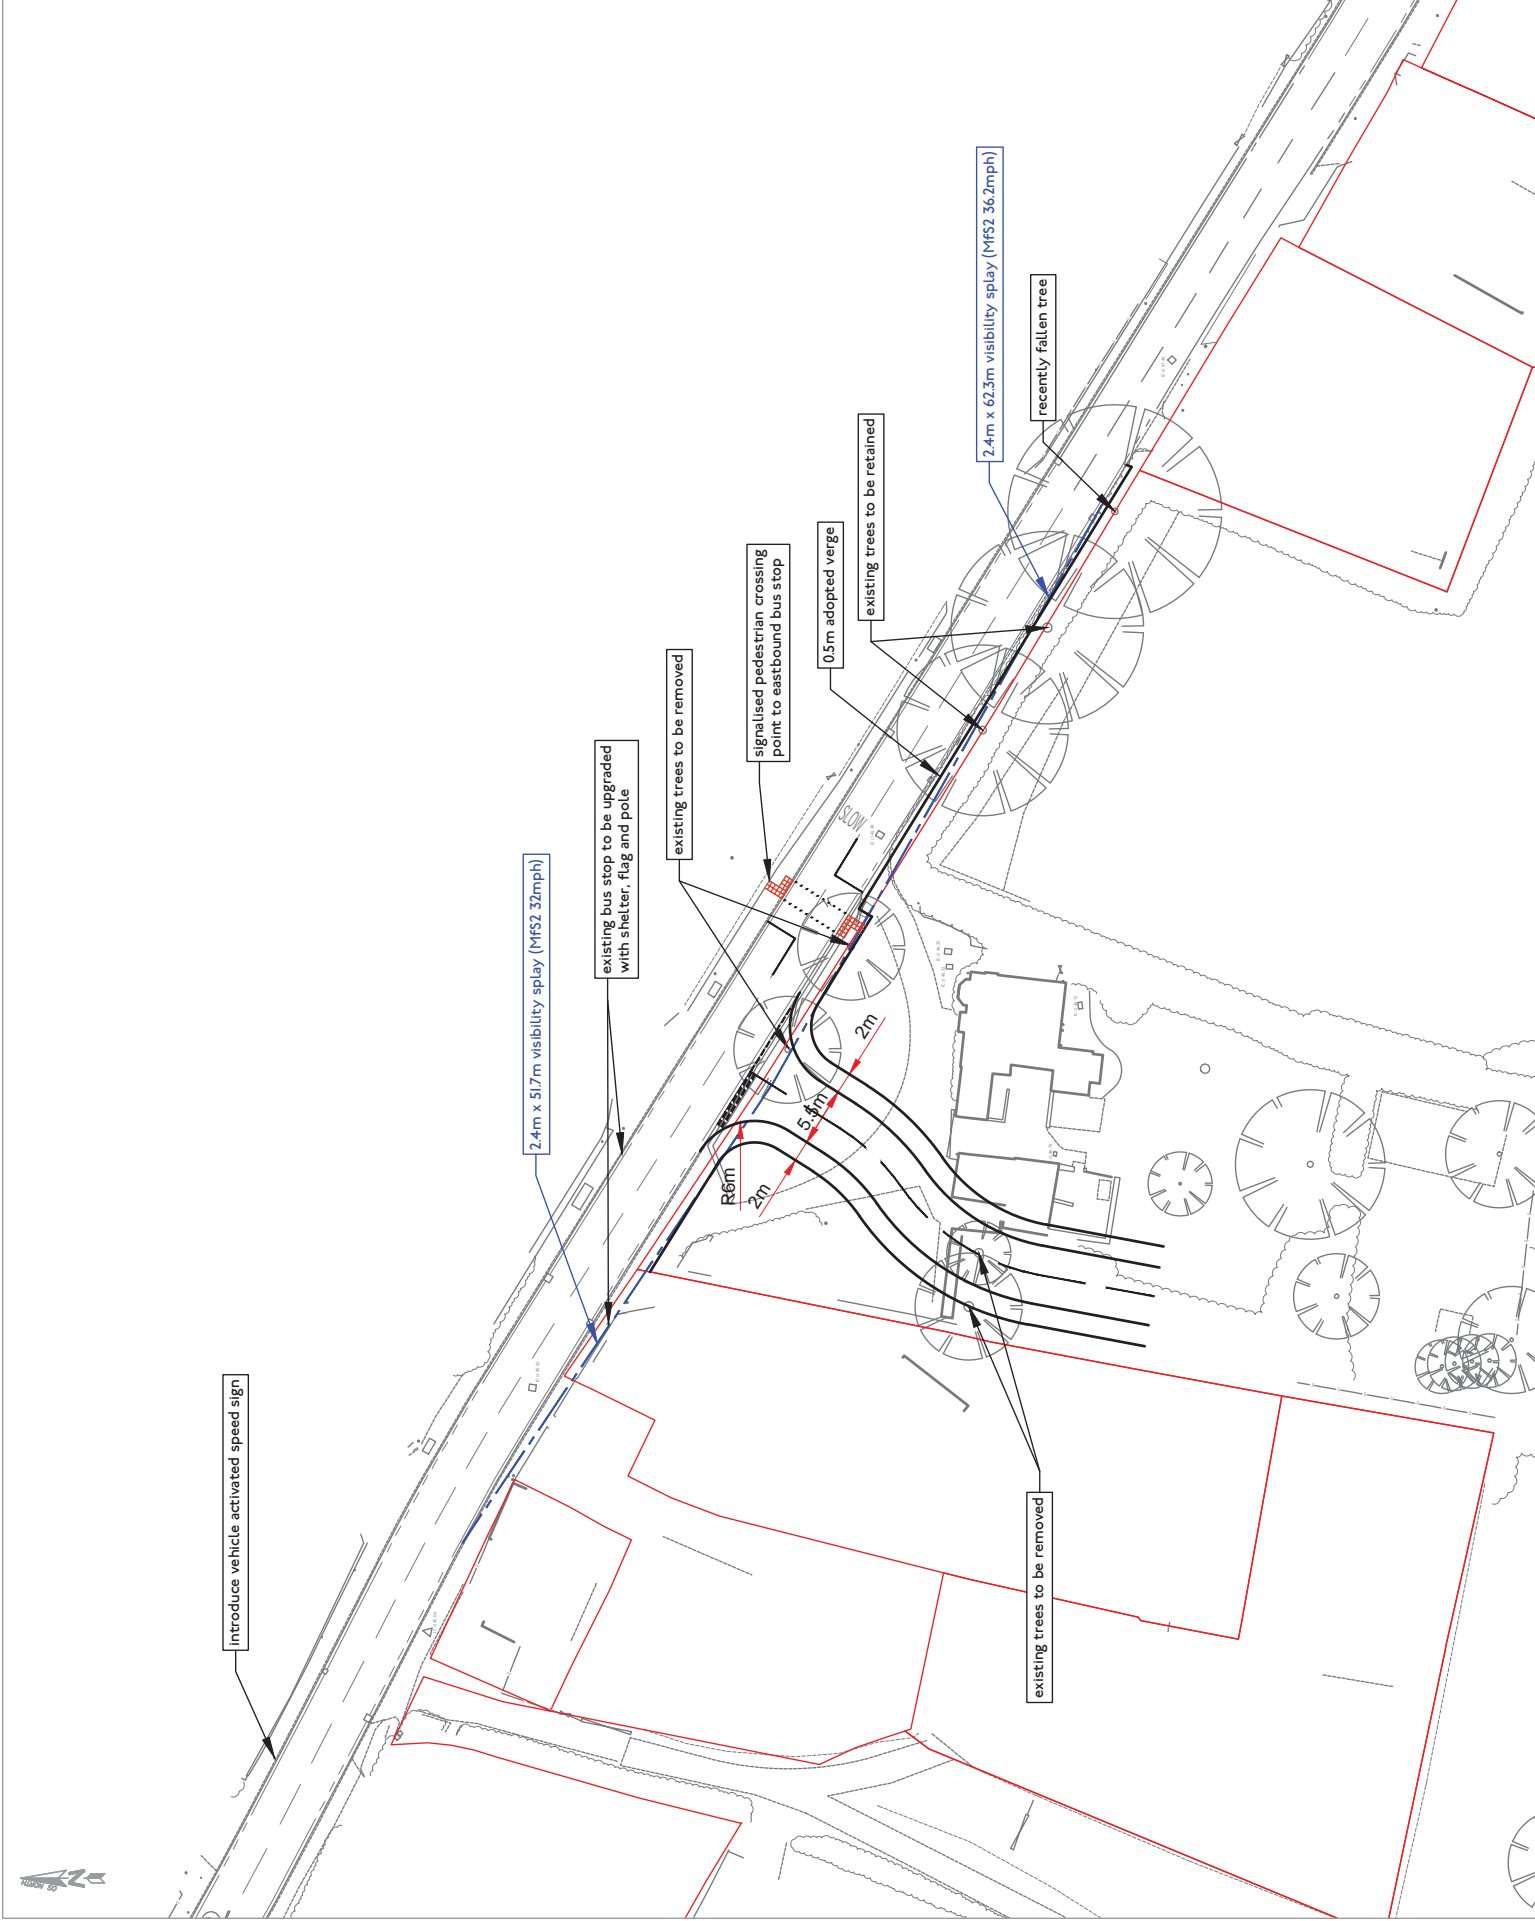 introduce vehicle activated speed sign
2.4m x 51.7m visibility splay (MfS2 32mph)
existing bus stop to be upgraded
with shelter, flag and pole
existing trees to be removed
signalised pedestrian crossing
point to eastbound bus stop
0.5m adopted verge
existing trees to be retained
2.4m x 62.3m visibility splay (MfS2 36.2mph)
recently fallen tree
SLOW
R6m
2m
5.5m
2m
existing trees to be removed
N